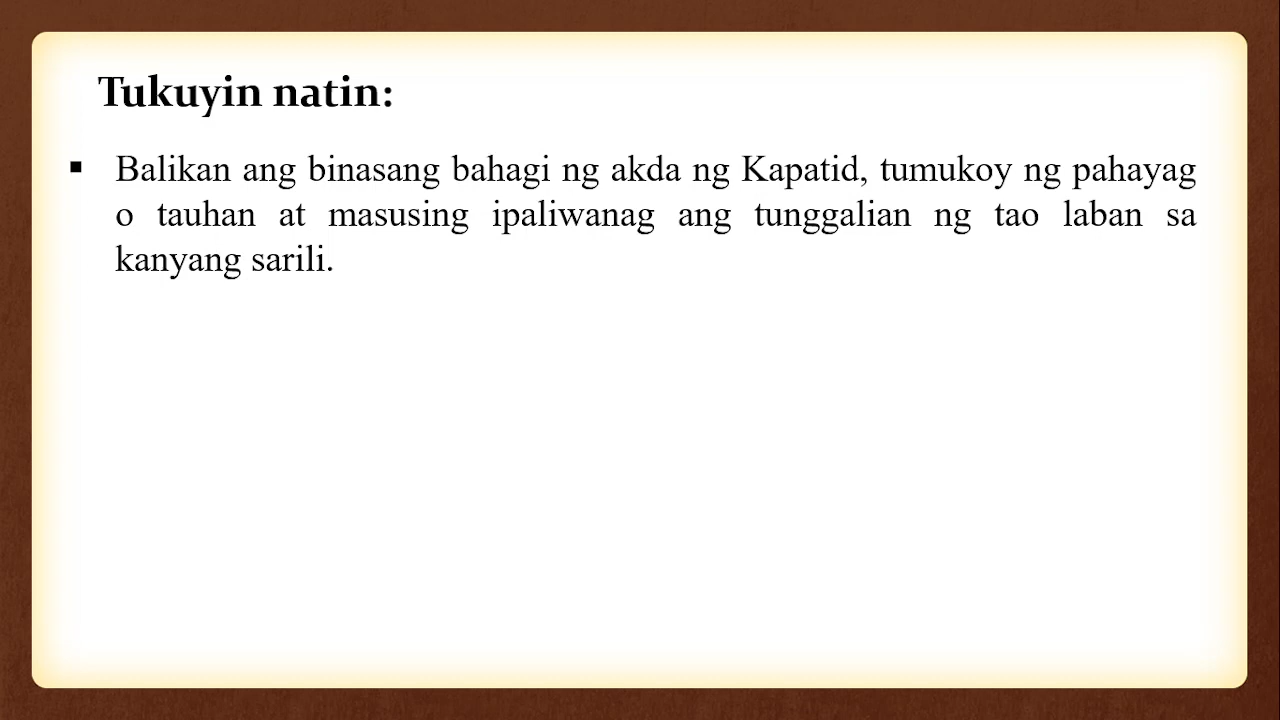 Tukuyin natin:
▪ Balikan ang binasang bahagi ng akda ng Kapatid, tumukoy ng pahayag
o tauhan at masusing ipaliwanag ang tunggalian ng tao laban sa
kanyang sarili.